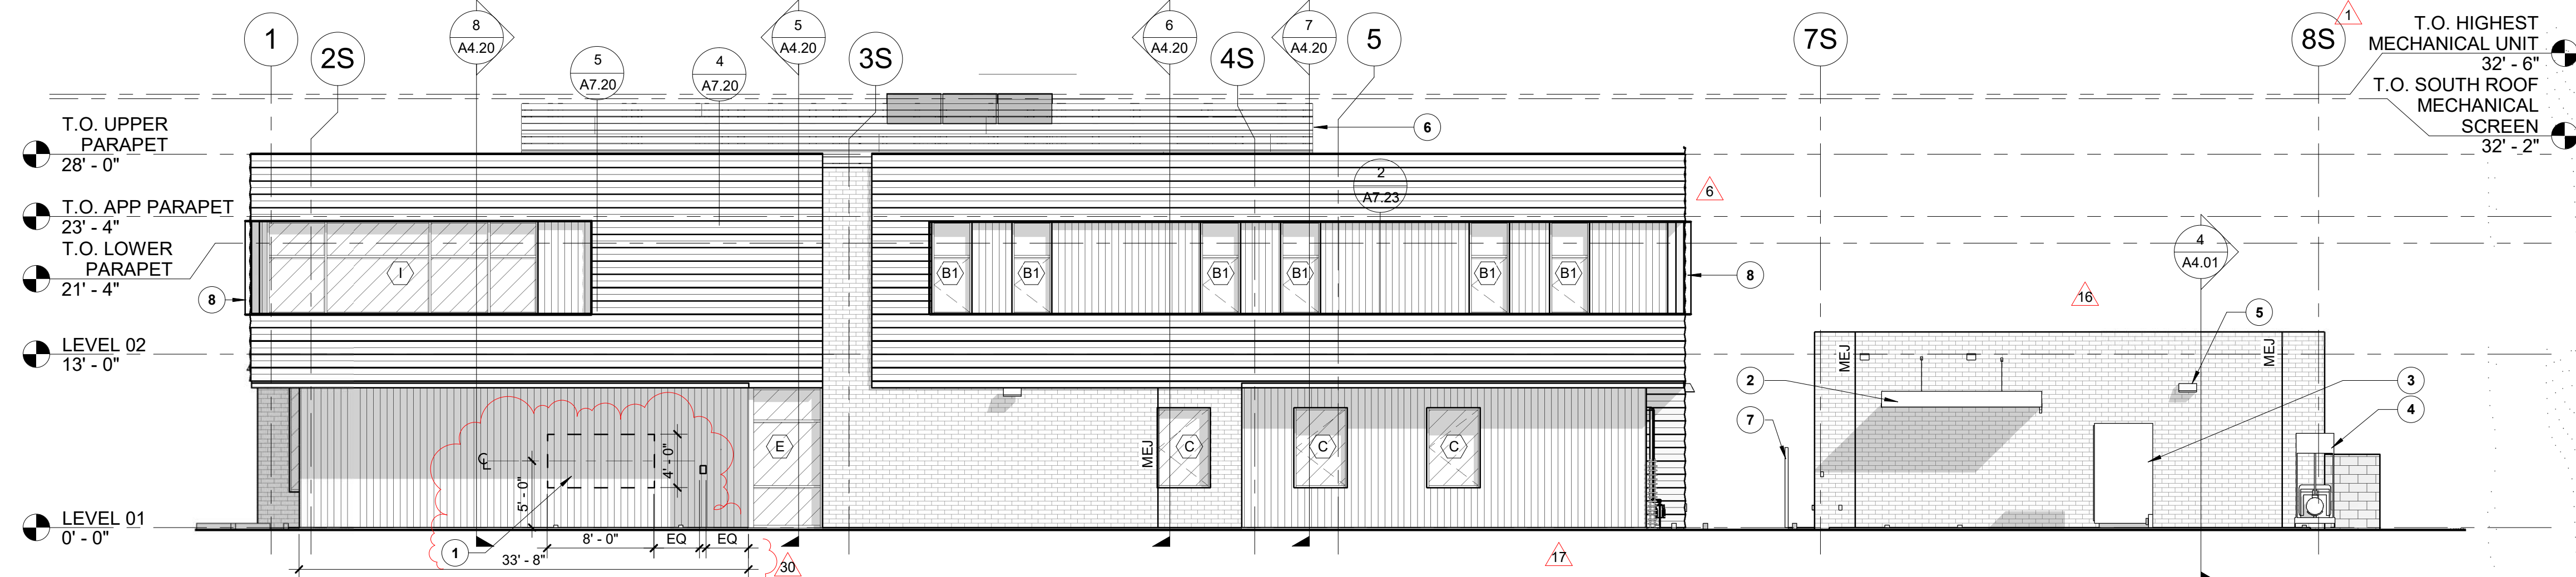 1
2S
8
A4.20
5
A7.20
4
A7.20
5
A4.20
3S
6
A4.20
4S
7
A4.20
5
7S
8S
1
T.O. HIGHEST
MECHANICAL UNIT
32' - 6"
T.O. SOUTH ROOF
MECHANICAL
SCREEN
32' - 2"
T.O. UPPER
PARAPET
28' - 0"
6
2
A7.23
6
T.O. APP PARAPET
23' - 4"
T.O. LOWER
PARAPET
21' - 4"
8
I
B1
B1
B1
B1
B1
B1
8
4
A4.01
16
5
LEVEL 02
13' - 0"
MEJ
MEJ
2
3
4
7
CL
5' - 0"
4' - 0"
E
MEJ
C
C
C
LEVEL 01
0' - 0"
1
8' - 0"
EQ
EQ
33' - 8"
30
17